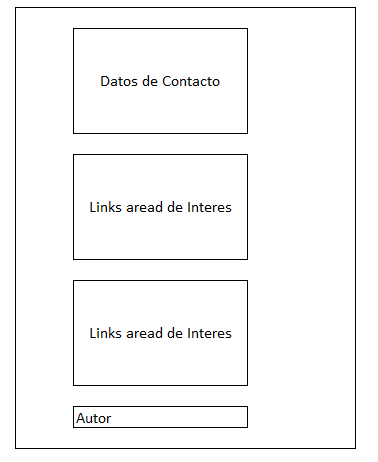 Datos de Contacto
Links aread de Interes
Links aread de Interes
Autor